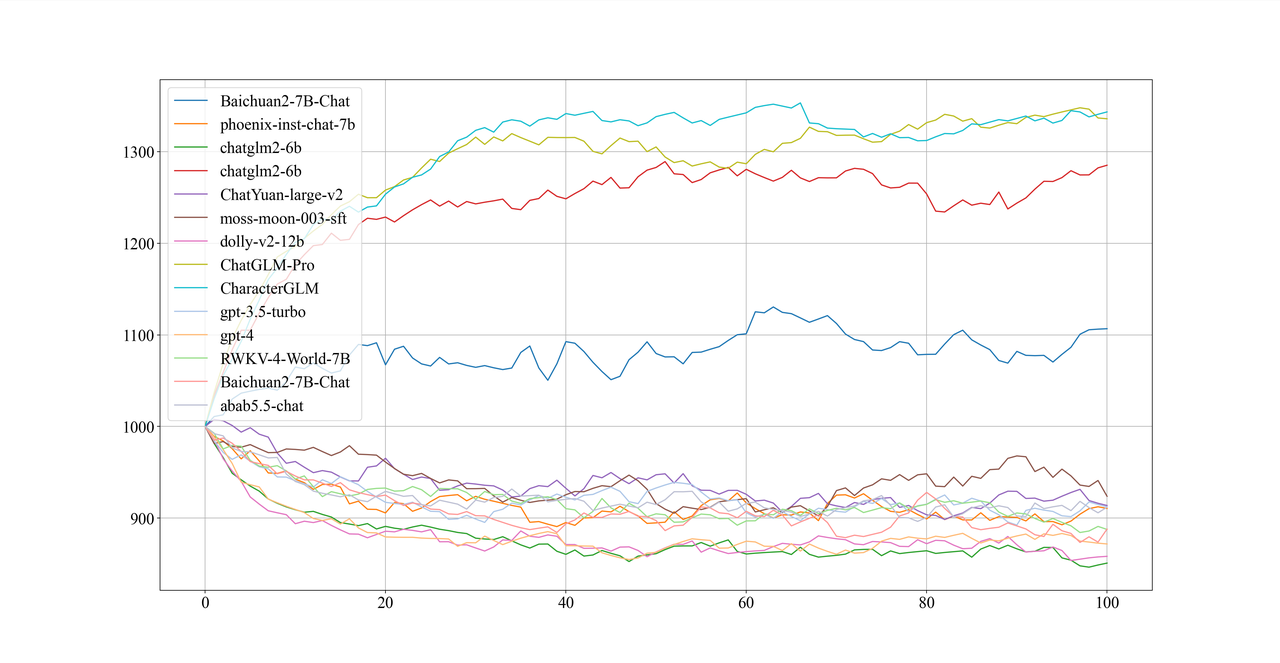 Baichuan2-7B-Chat
phoenix-inst-chat-7b
chatglm2-6b
chatglm2-6b
ChatYuan-large-v2
moss-moon-003-sft
dolly-v2-12b
ChatGLM-Pro
CharacterGLM
gpt-3.5-turbo
gpt-4
RWKV-4-World-7B
Baichuan2-7B-Chat
abab5.5-chat
1300
1200
1100
1000
900
0 20 40 60 80 100